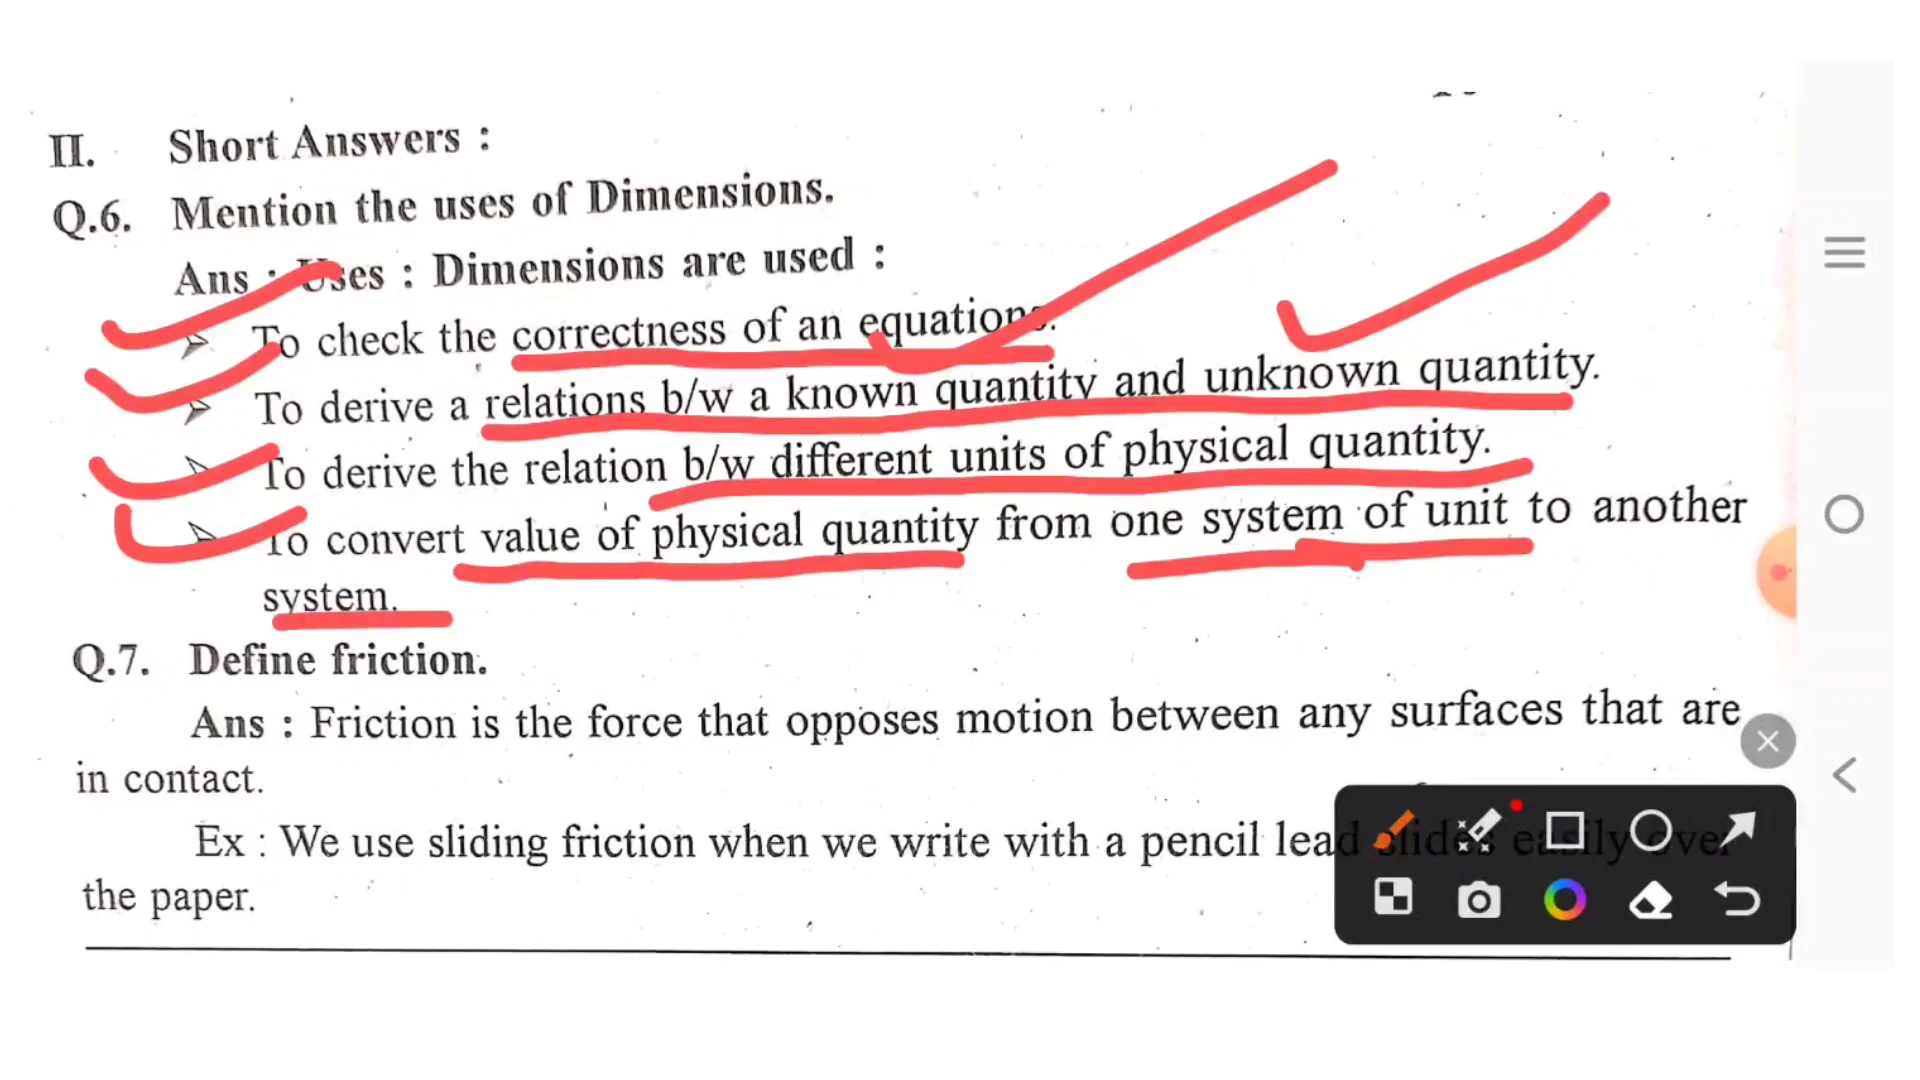 II. Short Answers :
Q.6. Mention the uses of Dimensions.
Ans : Uses : Dimensions are used :
➢ To check the correctness of an equations.
➢ To derive a relations b/w a known quantity and unknown quantity.
➢ To derive the relation b/w different units of physical quantity.
➢ To convert value of physical quantity from one system of unit to another
system.
Q.7. Define friction.
Ans : Friction is the force that opposes motion between any surfaces that are
in contact.
Ex : We use sliding friction when we write with a pencil lead slides easily over
the paper.